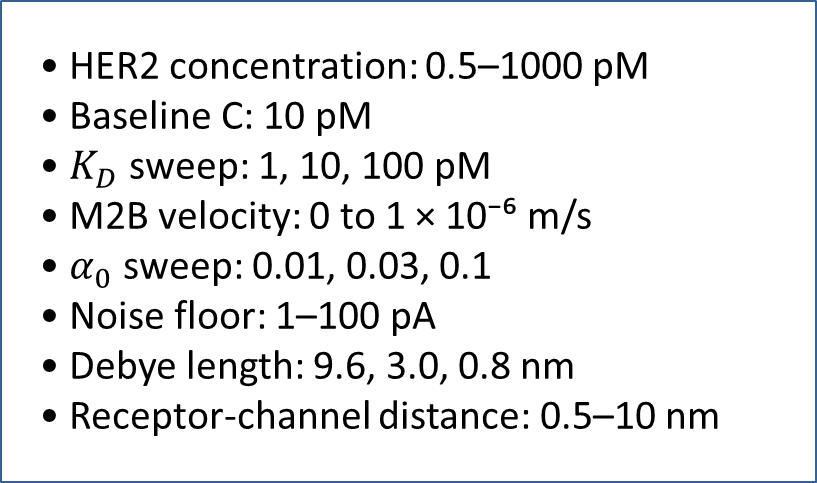 • HER2 concentration: 0.5–1000 pM
• Baseline C: 10 pM
• K_D sweep: 1, 10, 100 pM
• M2B velocity: 0 to 1 × 10⁻⁶ m/s
• α₀ sweep: 0.01, 0.03, 0.1
• Noise floor: 1–100 pA
• Debye length: 9.6, 3.0, 0.8 nm
• Receptor-channel distance: 0.5–10 nm